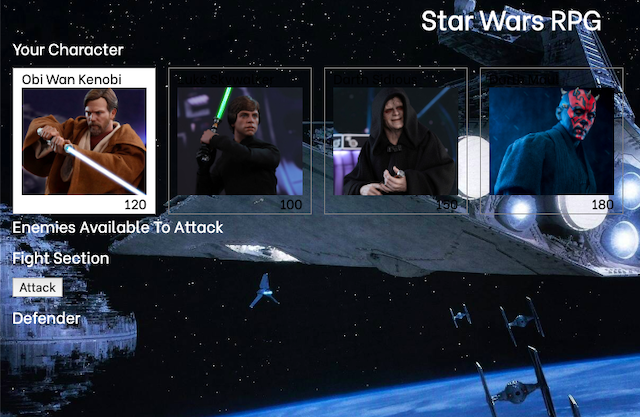 Star Wars RPG
Your Character
Obi Wan Kenobi
120
100
150
180
Enemies Available To Attack
Fight Section
Attack
Defender